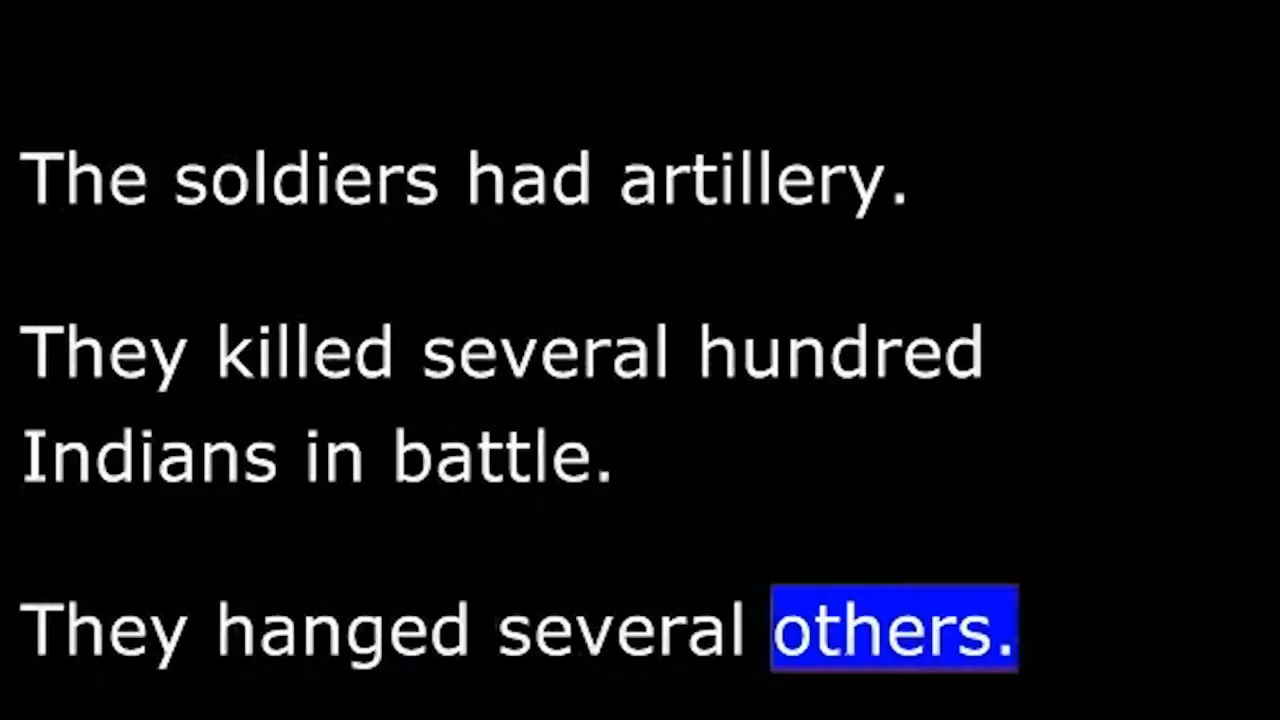 The soldiers had artillery.
They killed several hundred
Indians in battle.
They hanged several others.